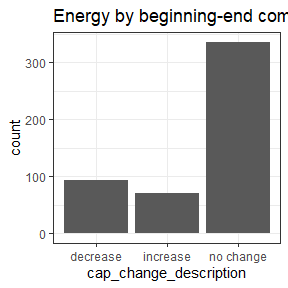 Energy by beginning-end com
count
300
200
100
0
decrease increase no change
cap_change_description